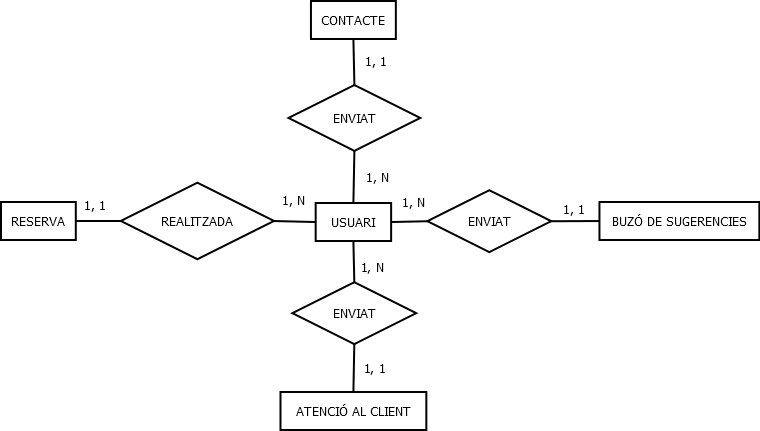 CONTACTE
1, 1
ENVIAT
1, N
RESERVA
1, 1
REALITZADA
1, N
USUARI
1, N
ENVIAT
1, 1
BUZÓ DE SUGERENCIES
1, N
ENVIAT
1, 1
ATENCIÓ AL CLIENT